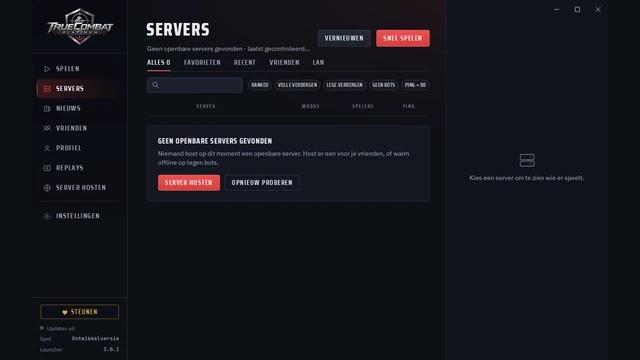 TRUECOMBAT
PLATINUM
SPELEN
SERVERS
NIEUWS
VRIENDEN
PROFIEL
REPLAYS
SERVER HOSTEN
INSTELLINGEN
STEUNEN
Updates uit
Spel Ontwikkelversie
Launcher 3.0.1
SERVERS
Geen openbare servers gevonden · laatst gecontroleerd...
VERNIEUWEN SNEL SPELEN
ALLES 0 FAVORIETEN RECENT VRIENDEN LAN
RANKED VOLLE VERBERGEN LEGE VERBERGEN GEEN BOTS
SERVER MODUS SPELERS PING
GEEN OPENBARE SERVERS GEVONDEN
Niemand host op dit moment een openbare server. Host er een voor je vrienden, of warm
offline op tegen bots.
SERVER HOSTEN OPNIEUW PROBEREN
Kies een server om te zien wie er speelt.